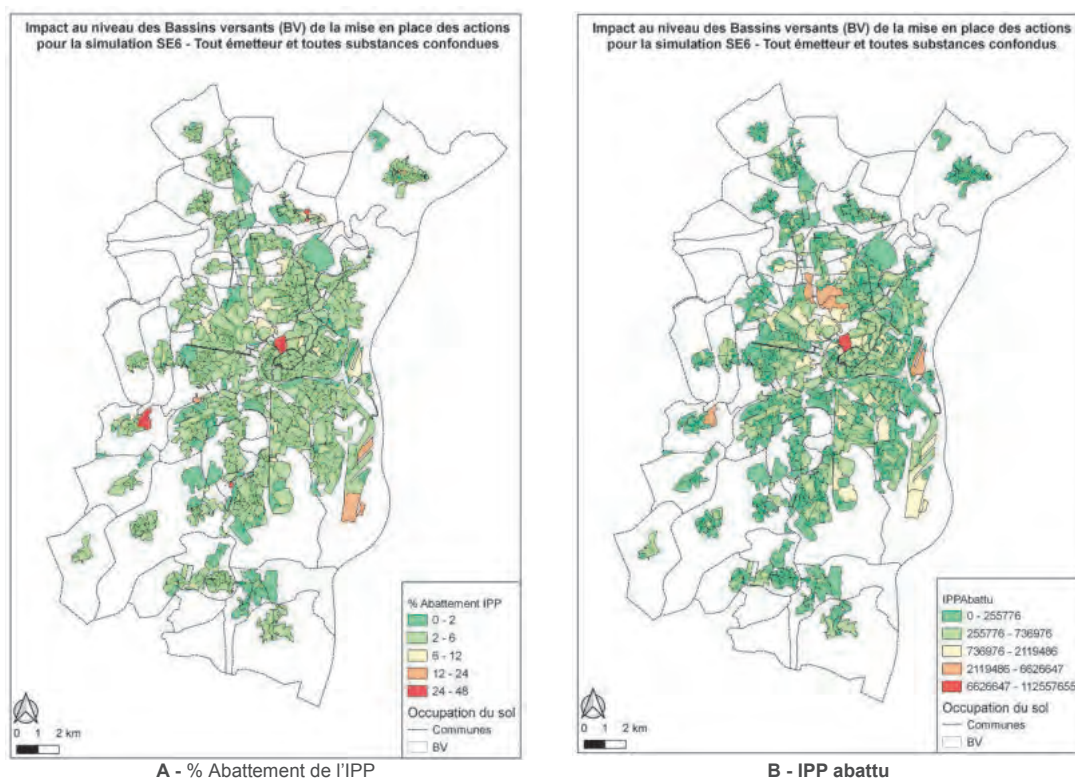 Impact au niveau des Bassins versants (BV) de la mise en place des actions
pour la simulation SE6 - Tout émetteur et toutes substances confondues
% Abattement IPP
0 - 2
2 - 6
6 - 12
12 - 24
24 - 48
Occupation du sol
Communes
BV
0 1 2 km
A - % Abattement de l'IPP
Impact au niveau des Bassins versants (BV) de la mise en place des actions
pour la simulation SE6 - Tout émetteur et toutes substances confondus
IPPAbattu
0 - 255776
255776 - 736976
736976 - 2119486
2119486 - 6626647
6626647 - 112557655
Occupation du sol
Communes
BV
0 1 2 km
B - IPP abattu